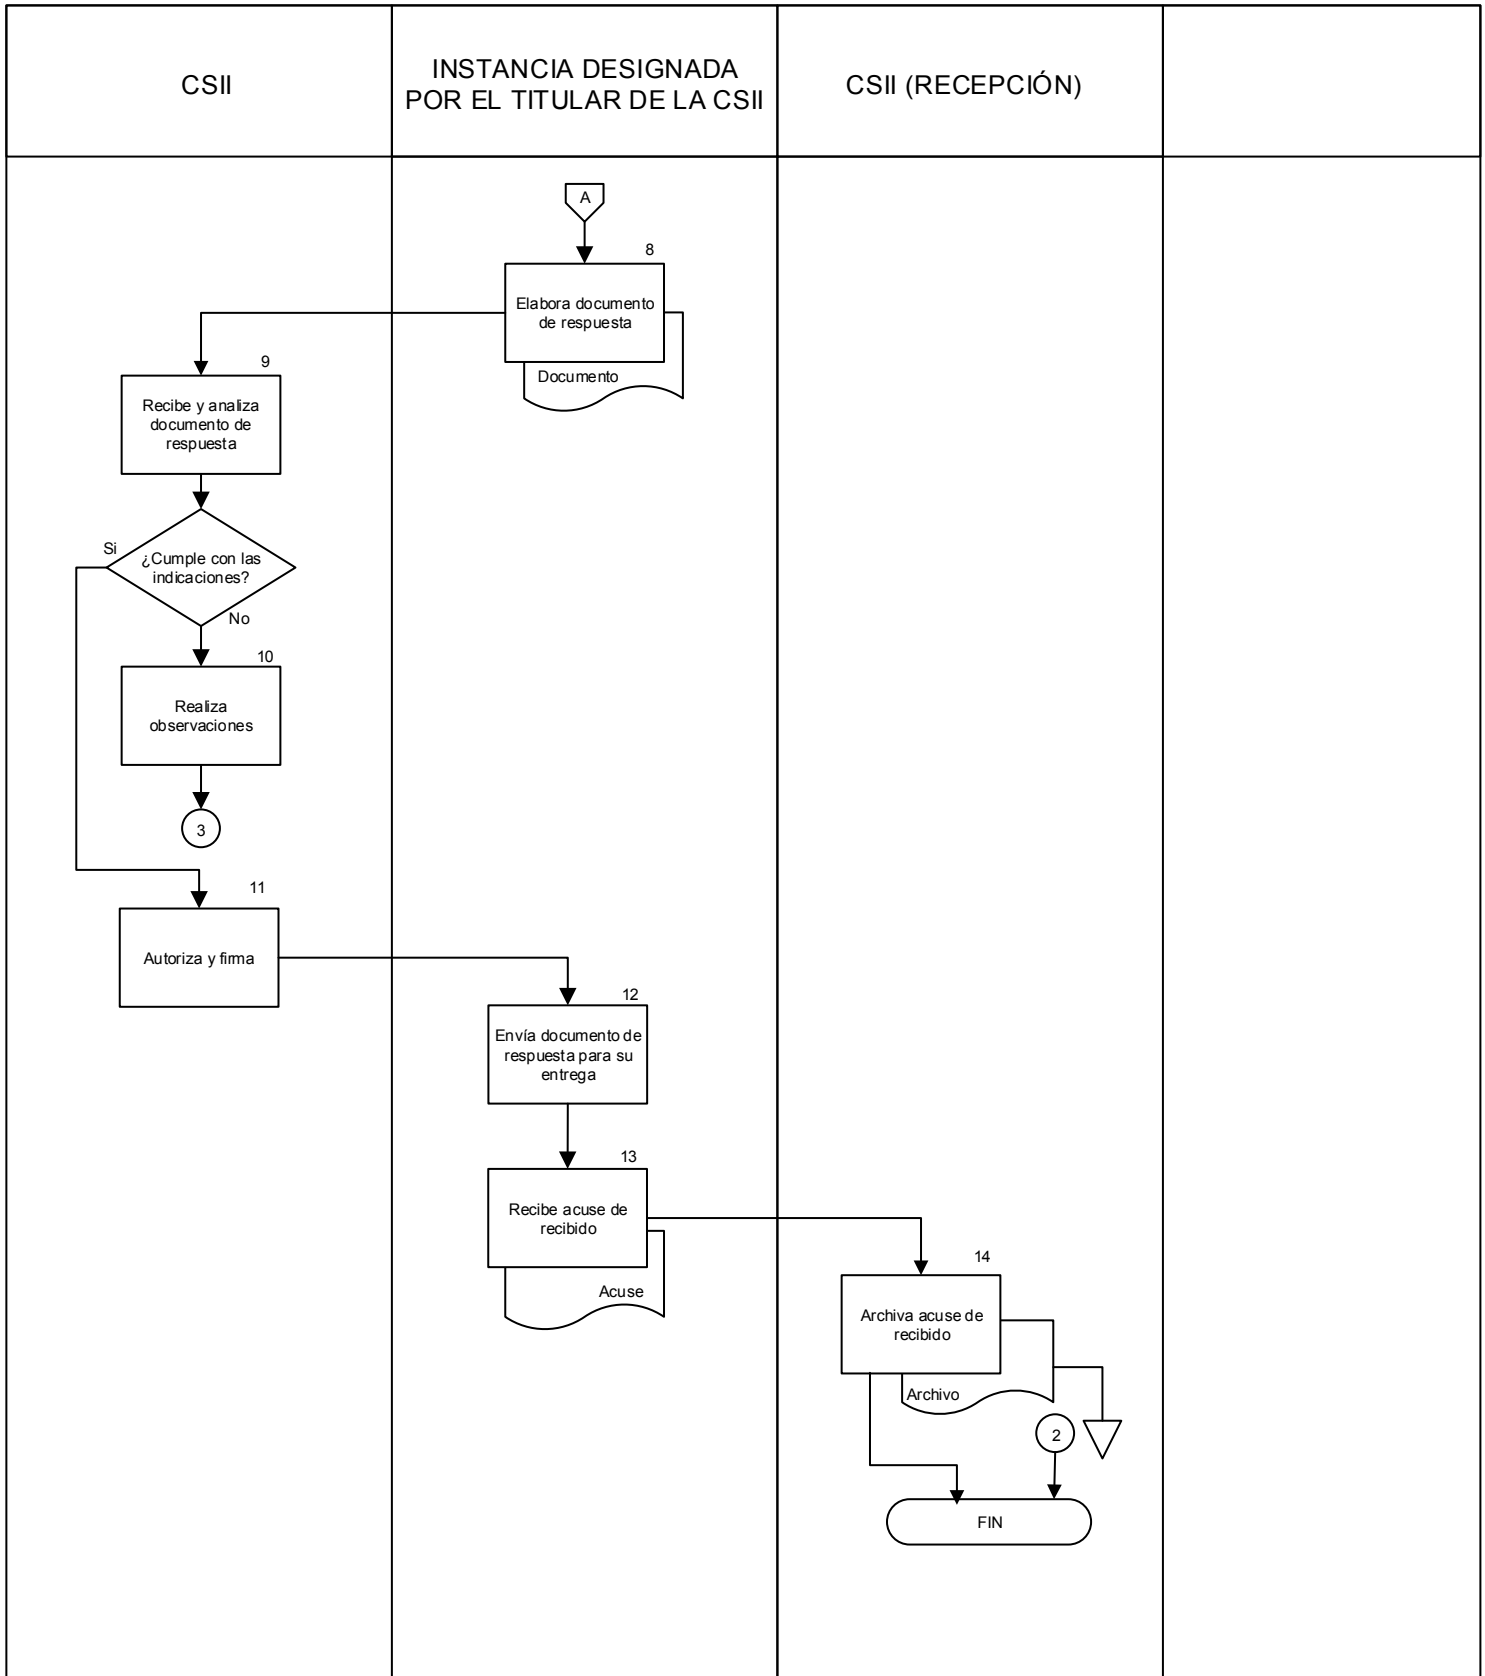 CSII
INSTANCIA DESIGNADA
POR EL TITULAR DE LA CSII
CSII (RECEPCIÓN)
A
8
Elabora documento
de respuesta
Documento
9
Recibe y analiza
documento de
respuesta
Si
¿Cumple con las
indicaciones?
No
10
Realiza
observaciones
3
11
Autoriza y firma
12
Envía documento de
respuesta para su
entrega
13
Recibe acuse de
recibido
Acuse
14
Archiva acuse de
recibido
Archivo
2
FIN